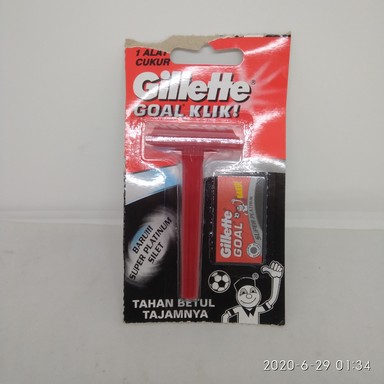 1 ALAT
CUKUR
Gillette®
GOAL KLIK!
BARU!!!
SUPER PLATINUM
SILET
Gillette
GOAL
TAHAN BETUL
TAJAMNYA
2020-6-29 01:34